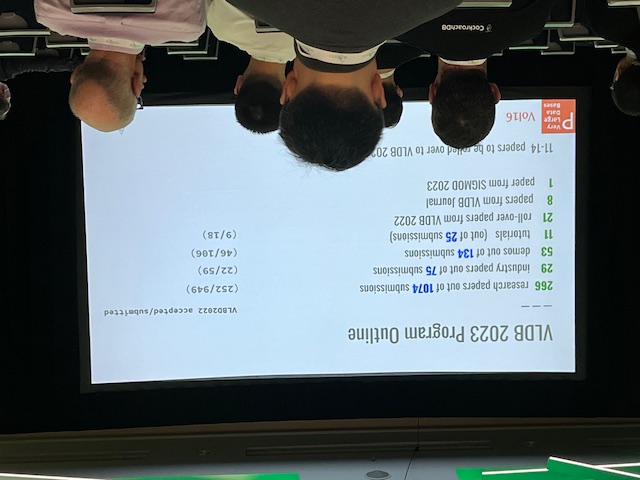 VLDB 2023 Program Outline
VLBD2022 accepted/submitted
266 research papers out of 1074 submissions (252/949)
29 industry papers out of 75 submissions (22/59)
53 demos out of 134 submissions (46/106)
11 tutorials (out of 25 submissions) (9/18)
21 roll-over papers from VLDB 2022
8 papers from VLDB Journal
1 paper from SIGMOD 2023
11-14 papers to be rolled over to VLDB
P Very
Large
Data
Bases
Vol16
CockroachDB